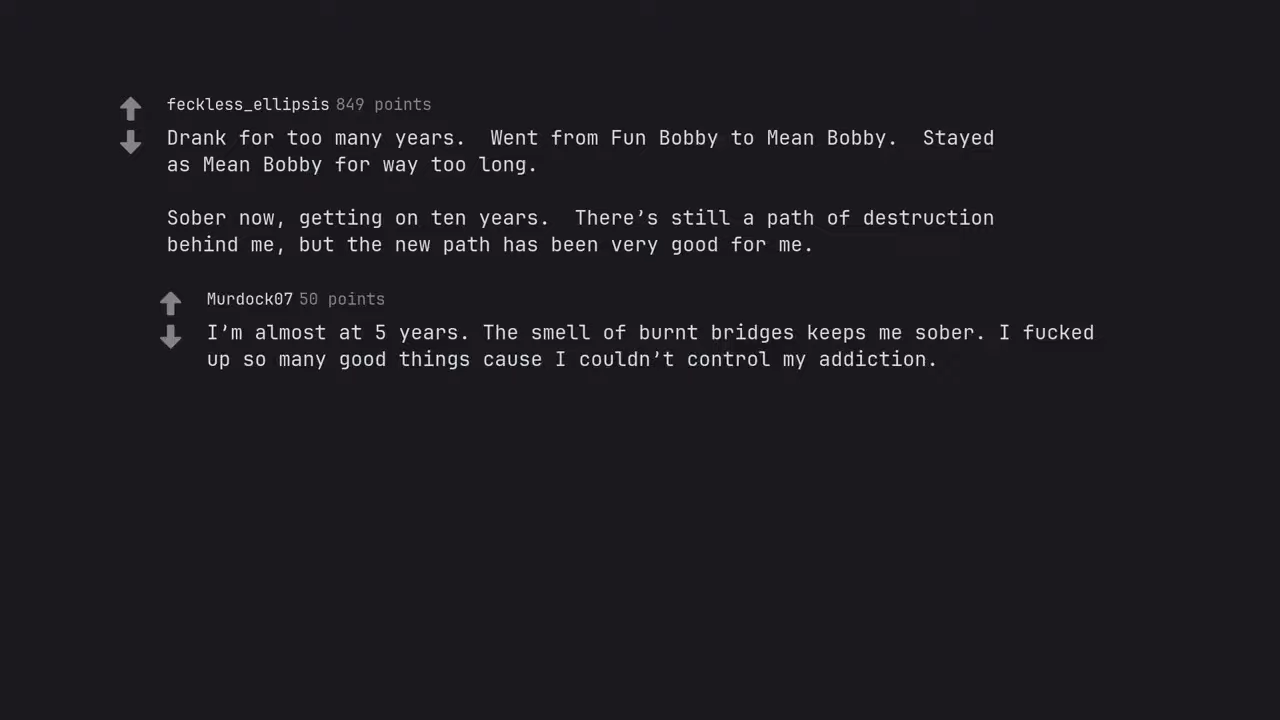 feckless_ellipsis 849 points
Drank for too many years.  Went from Fun Bobby to Mean Bobby.  Stayed
as Mean Bobby for way too long.
Sober now, getting on ten years.  There’s still a path of destruction
behind me, but the new path has been very good for me.
Murdock07 50 points
I’m almost at 5 years. The smell of burnt bridges keeps me sober. I fucked
up so many good things cause I couldn’t control my addiction.